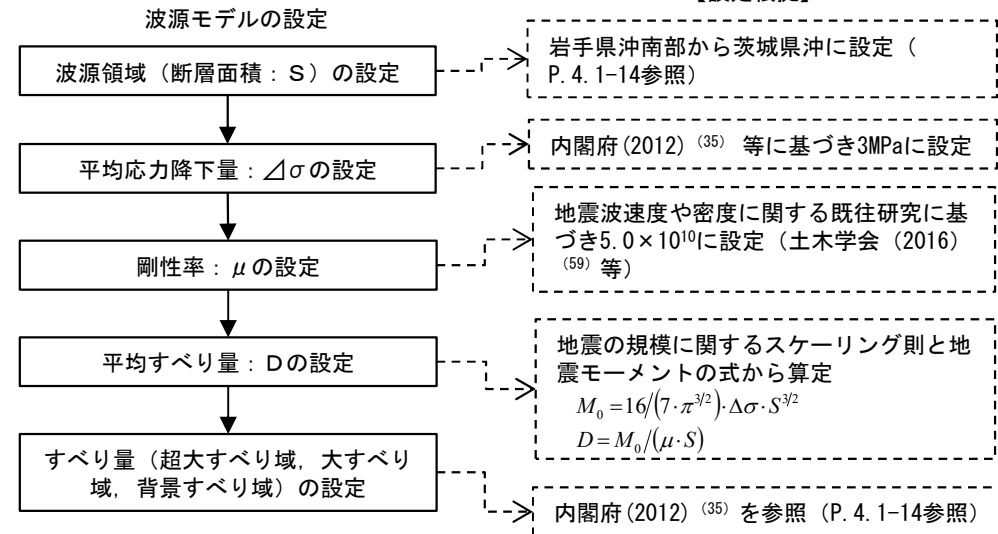 波源モデルの設定
波源領域（断層面積：Ｓ）の設定
岩手県沖南部から茨城県沖に設定（
P.4.1-14参照）
平均応力降下量：⊿σの設定
内閣府(2012)⁽³⁵⁾ 等に基づき3MPaに設定
剛性率：μの設定
地震波速度や密度に関する既往研究に基
づき5.0×10¹⁰に設定（土木学会（2016）
⁽⁵⁹⁾等）
平均すべり量：Ｄの設定
地震の規模に関するスケーリング則と地
震モーメントの式から算定
M₀=16/(7·π^{3/2})·Δσ·S^{3/2}
D=M₀/(μ·S)
すべり量（超大すべり域，大すべり
域，背景すべり域）の設定
内閣府(2012)⁽³⁵⁾を参照（P.4.1-14参照）